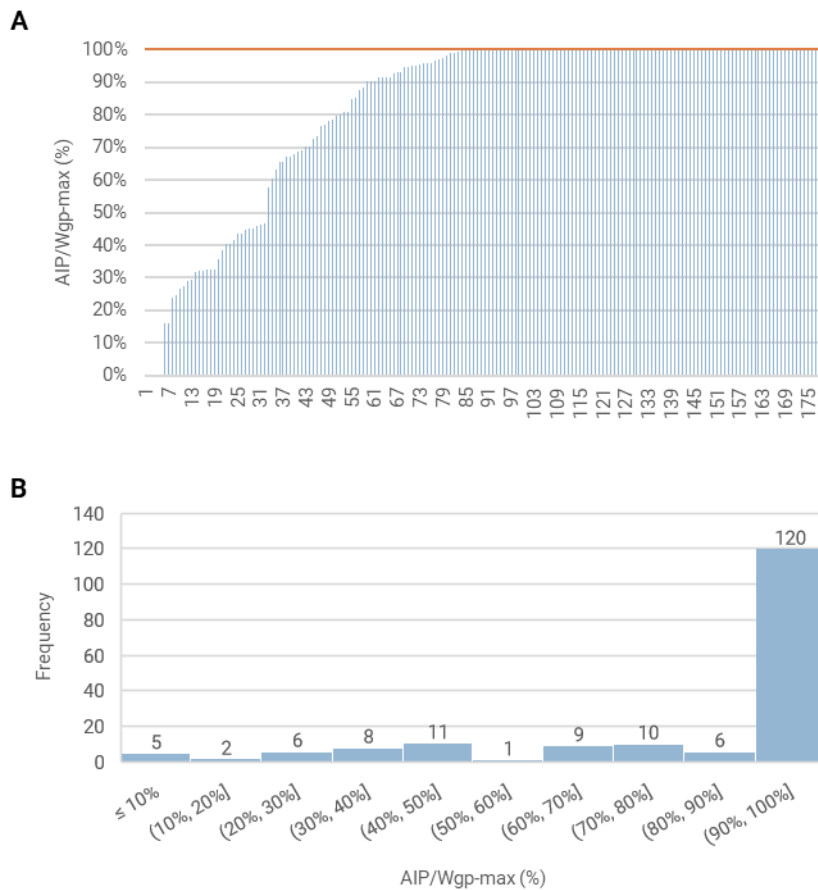 A
100%
90%
80%
70%
60%
50%
40%
30%
20%
10%
0%
AIP/Wgp-max (%)
1 7 13 19 25 31 37 43 49 55 61 67 73 79 85 91 97 103 109 115 121 127 133 139 145 151 157 163 169 175
B
140
120
100
80
60
40
20
0
Frequency
5 2 6 8 11 1 9 10 6 120
≤ 10% (10%, 20%] (20%, 30%] (30%, 40%] (40%, 50%] (50%, 60%] (60%, 70%] (70%, 80%] (80%, 90%] (90%, 100%]
AIP/Wgp-max (%)